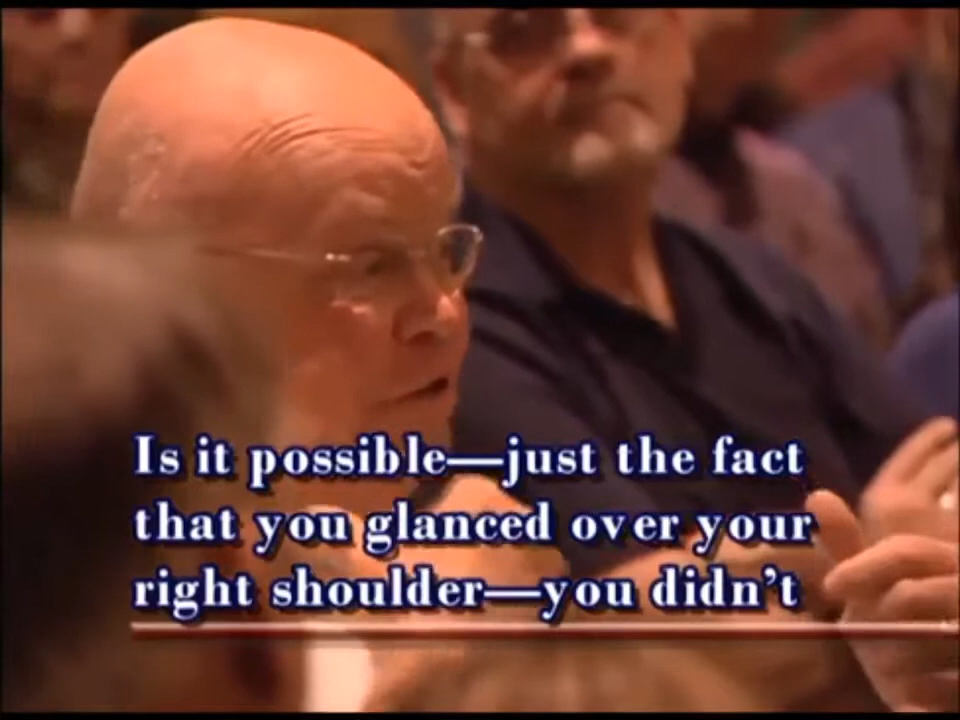 Is it possible—just the fact
that you glanced over your
right shoulder—you didn't